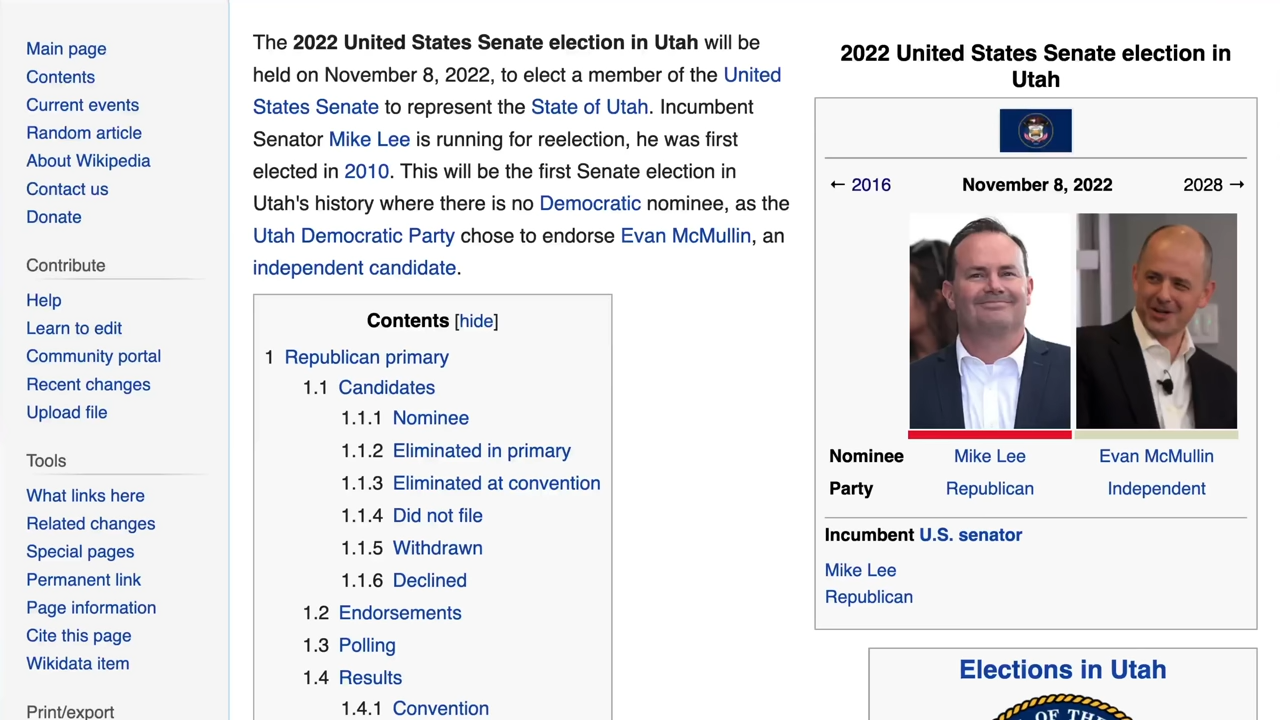 Main page
Contents
Current events
Random article
About Wikipedia
Contact us
Donate
Contribute
Help
Learn to edit
Community portal
Recent changes
Upload file
Tools
What links here
Related changes
Special pages
Permanent link
Page information
Cite this page
Wikidata item
Print/export
The 2022 United States Senate election in Utah will be
held on November 8, 2022, to elect a member of the United
States Senate to represent the State of Utah. Incumbent
Senator Mike Lee is running for reelection, he was first
elected in 2010. This will be the first Senate election in
Utah's history where there is no Democratic nominee, as the
Utah Democratic Party chose to endorse Evan McMullin, an
independent candidate.
Contents [hide]
1 Republican primary
1.1 Candidates
1.1.1 Nominee
1.1.2 Eliminated in primary
1.1.3 Eliminated at convention
1.1.4 Did not file
1.1.5 Withdrawn
1.1.6 Declined
1.2 Endorsements
1.3 Polling
1.4 Results
1.4.1 Convention
2022 United States Senate election in
Utah
← 2016 November 8, 2022 2028 →
Nominee Mike Lee Evan McMullin
Party Republican Independent
Incumbent U.S. senator
Mike Lee
Republican
Elections in Utah
OF THE